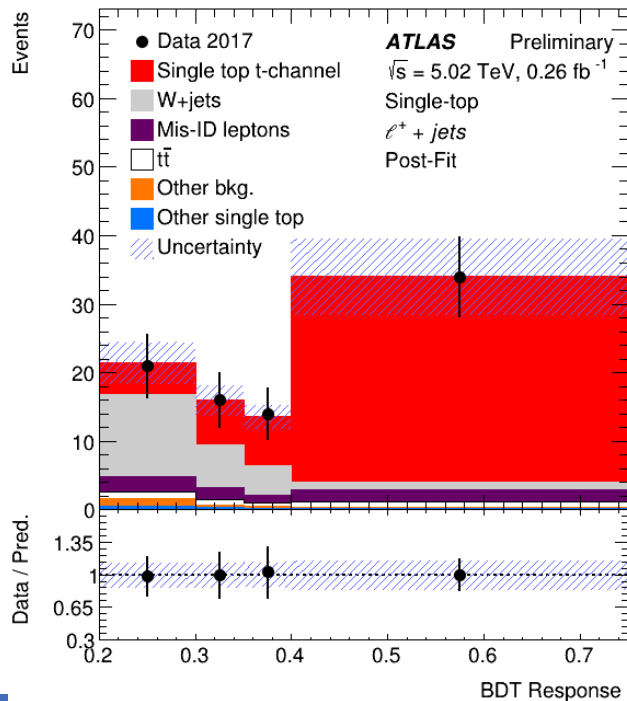 Events
70
60
50
40
30
20
10
0
Data 2017
Single top t-channel
W+jets
Mis-ID leptons
tt̄
Other bkg.
Other single top
Uncertainty
ATLAS Preliminary
√s = 5.02 TeV, 0.26 fb⁻¹
Single-top
ℓ⁺ + jets
Post-Fit
Data / Pred.
1.35
1
0.65
0.3
0.2 0.3 0.4 0.5 0.6 0.7
BDT Response